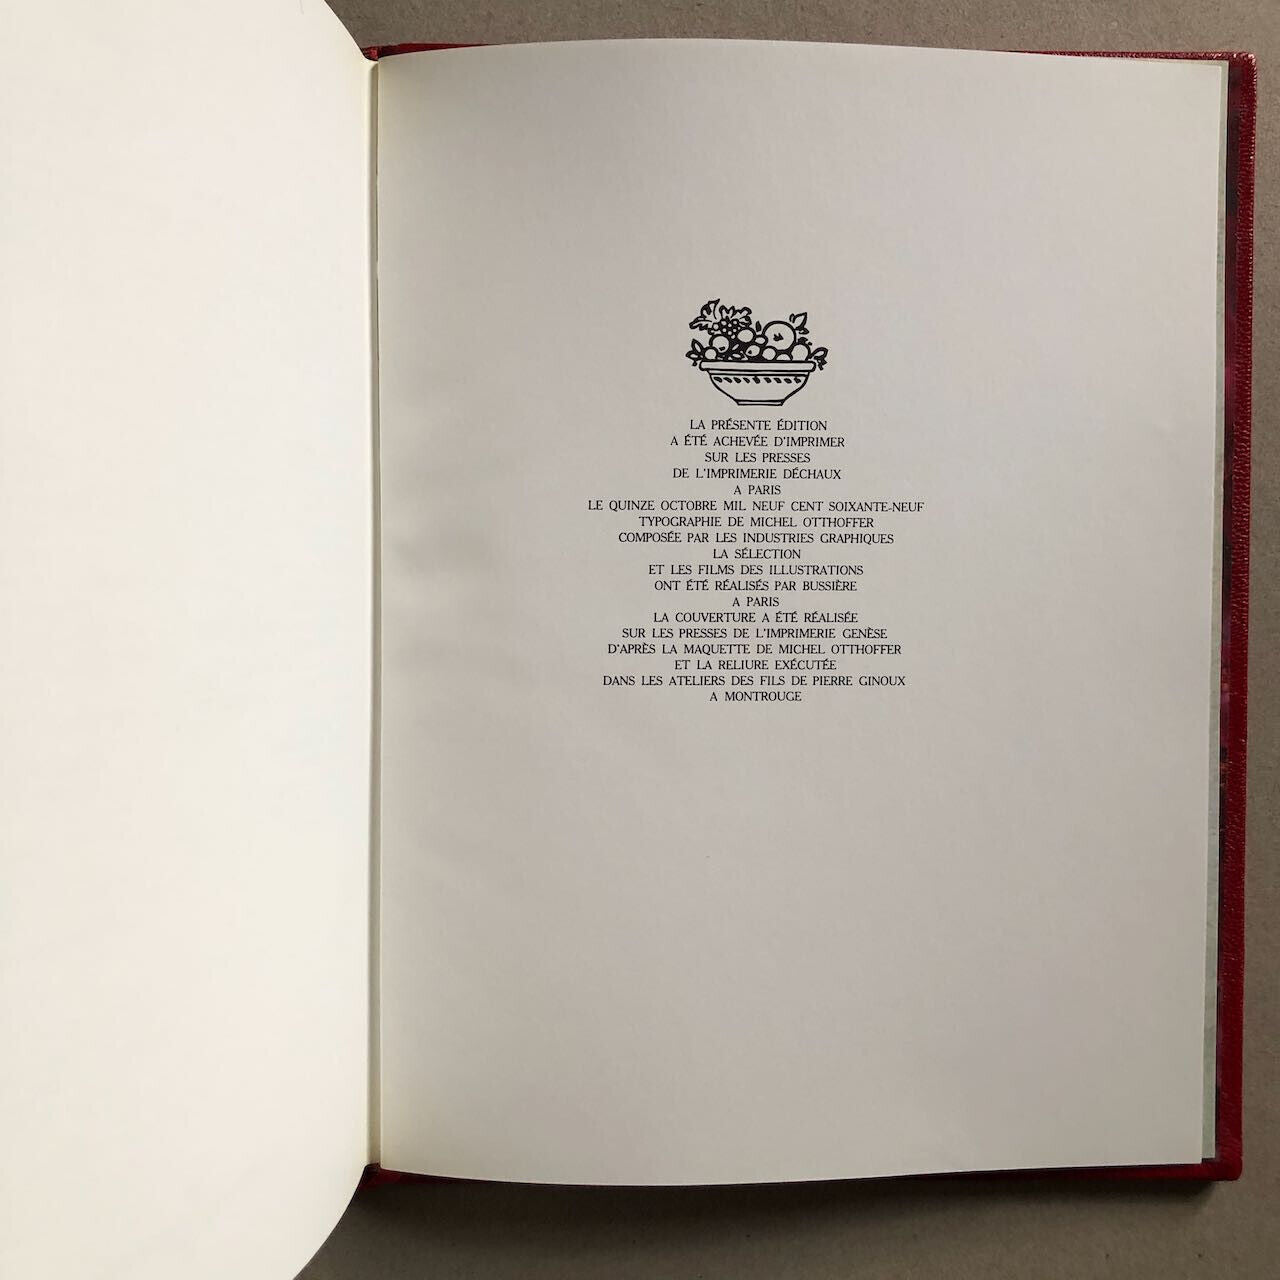 LA PRÉSENTE ÉDITION
A ÉTÉ ACHEVÉE D'IMPRIMER
SUR LES PRESSES
DE L'IMPRIMERIE DÉCHAUX
A PARIS
LE QUINZE OCTOBRE MIL NEUF CENT SOIXANTE-NEUF
TYPOGRAPHIE DE MICHEL OTTHOFFER
COMPOSÉE PAR LES INDUSTRIES GRAPHIQUES
LA SÉLECTION
ET LES FILMS DES ILLUSTRATIONS
ONT ÉTÉ RÉALISÉS PAR BUSSIÈRE
A PARIS
LA COUVERTURE A ÉTÉ RÉALISÉE
SUR LES PRESSES DE L'IMPRIMERIE GENÈSE
D'APRÈS LA MAQUETTE DE MICHEL OTTHOFFER
ET LA RELIURE EXÉCUTÉE
DANS LES ATELIERS DES FILS DE PIERRE GINOUX
A MONTROUGE